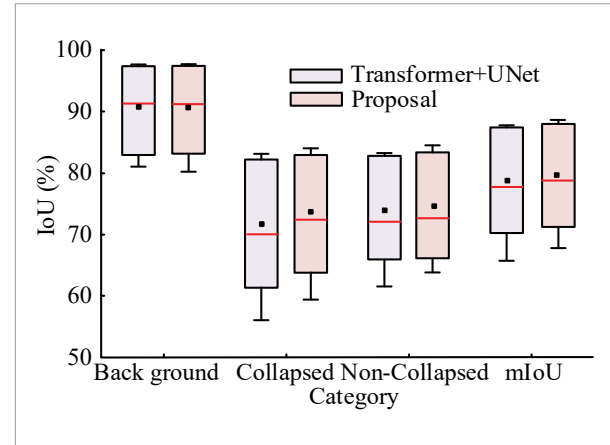 100
90
80
70
60
50
IoU (%)
Transformer+UNet
Proposal
Back ground Collapsed Non-Collapsed mIoU
Category